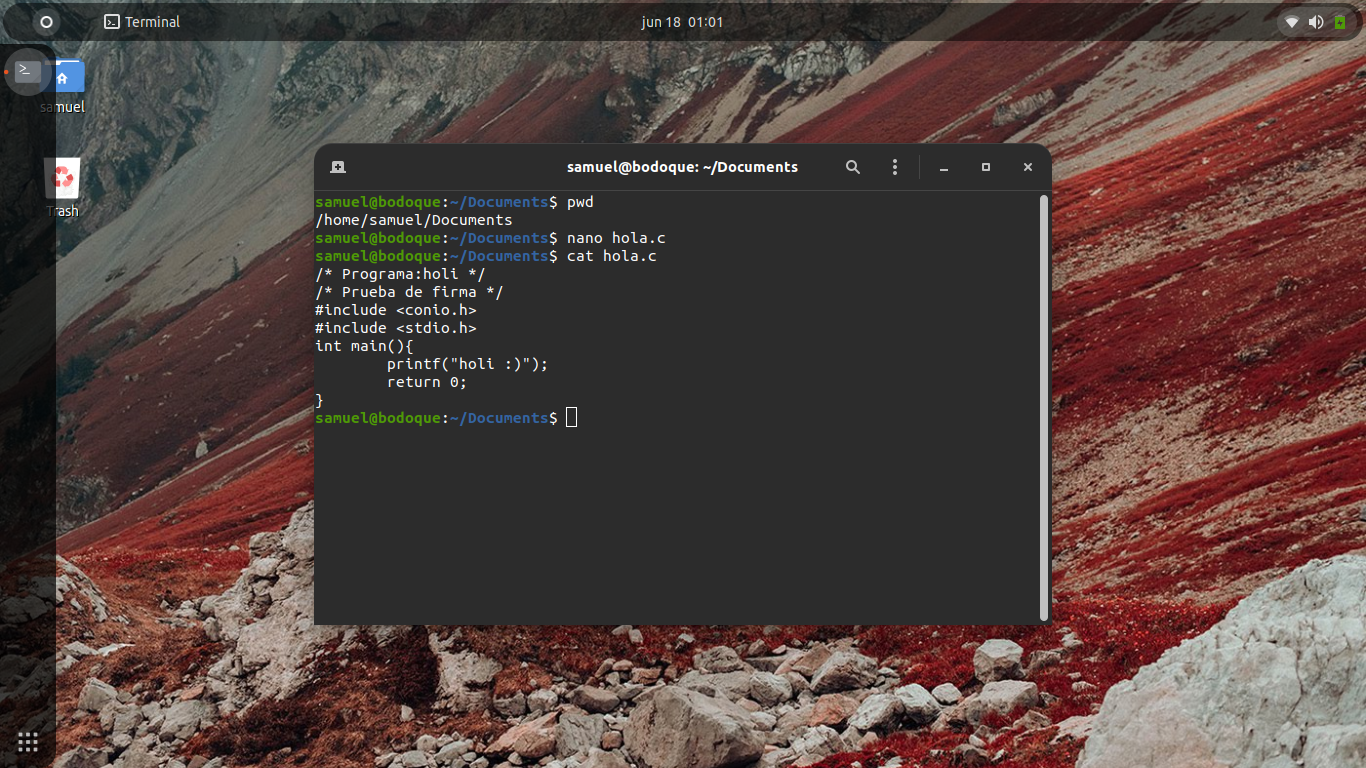 Terminal
jun 18 01:01
samuel
Trash
samuel@bodoque: ~/Documents
samuel@bodoque:~/Documents$ pwd
/home/samuel/Documents
samuel@bodoque:~/Documents$ nano hola.c
samuel@bodoque:~/Documents$ cat hola.c
/* Programa:holi */
/* Prueba de firma */
#include <conio.h>
#include <stdio.h>
int main(){
        printf("holi :)");
        return 0;
}
samuel@bodoque:~/Documents$